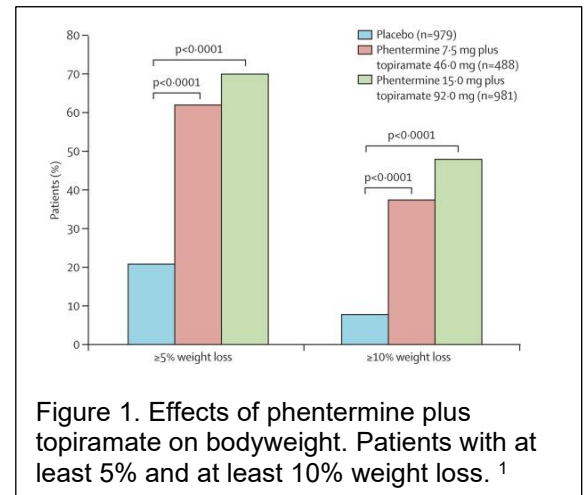 80
70
60
50
40
30
20
10
0
Patients (%)
p<0·0001
p<0·0001
p<0·0001
p<0·0001
Placebo (n=979)
Phentermine 7·5 mg plus
topiramate 46·0 mg (n=488)
Phentermine 15·0 mg plus
topiramate 92·0 mg (n=981)
≥5% weight loss
≥10% weight loss
Figure 1. Effects of phentermine plus
topiramate on bodyweight. Patients with at
least 5% and at least 10% weight loss. ¹